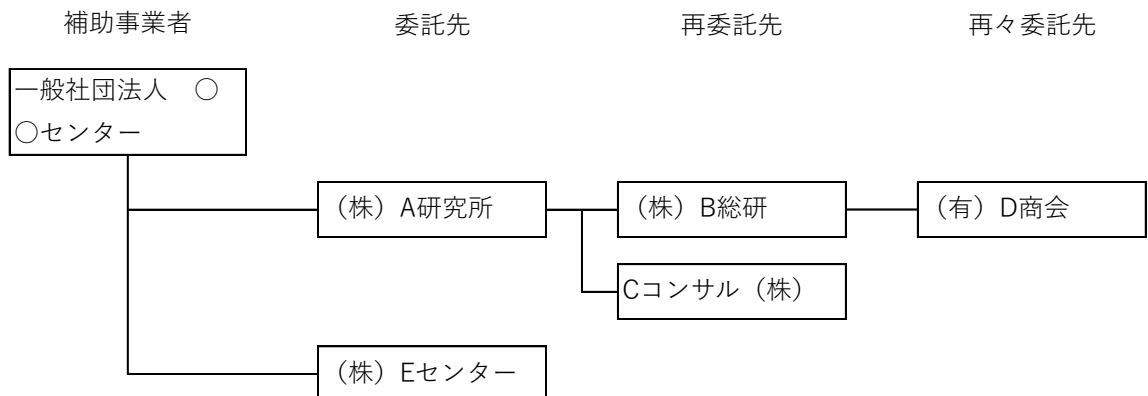 補助事業者
委託先
再委託先
再々委託先
一般社団法人　○
○センター
（株）A研究所
（株）B総研
（有）D商会
Cコンサル（株）
（株）Eセンター